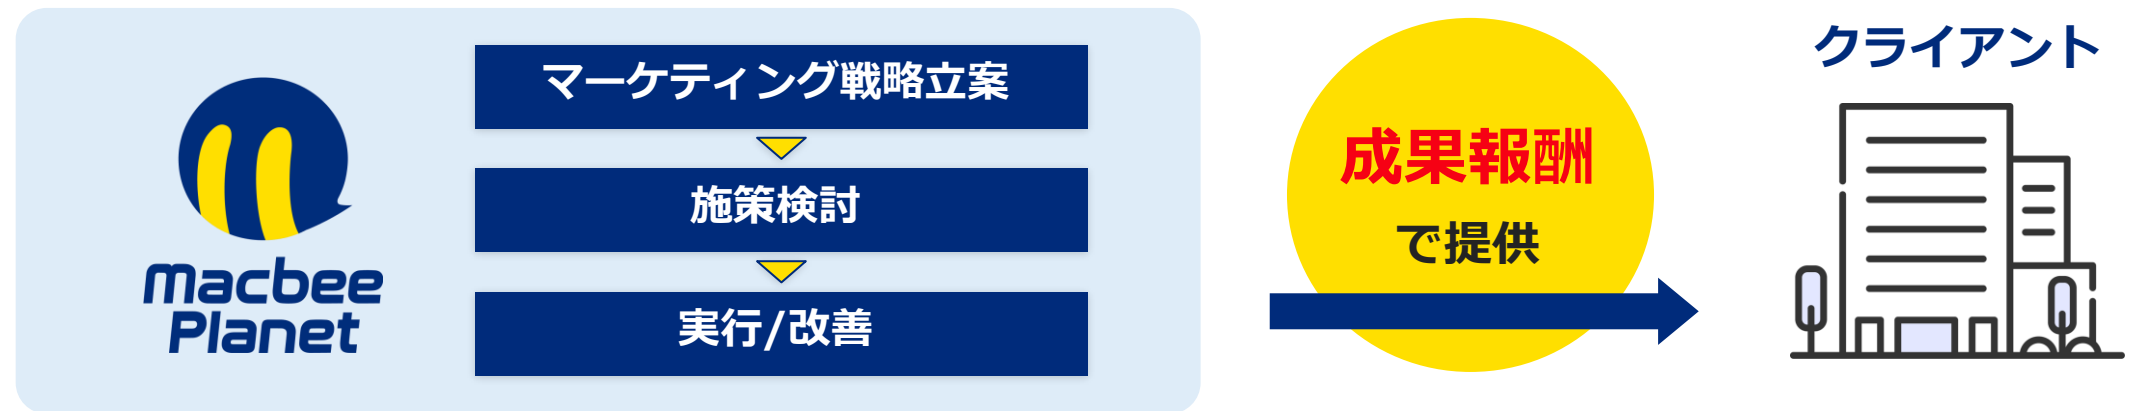 macbee
Planet
マーケティング戦略立案
施策検討
実行/改善
成果報酬
で提供
クライアント